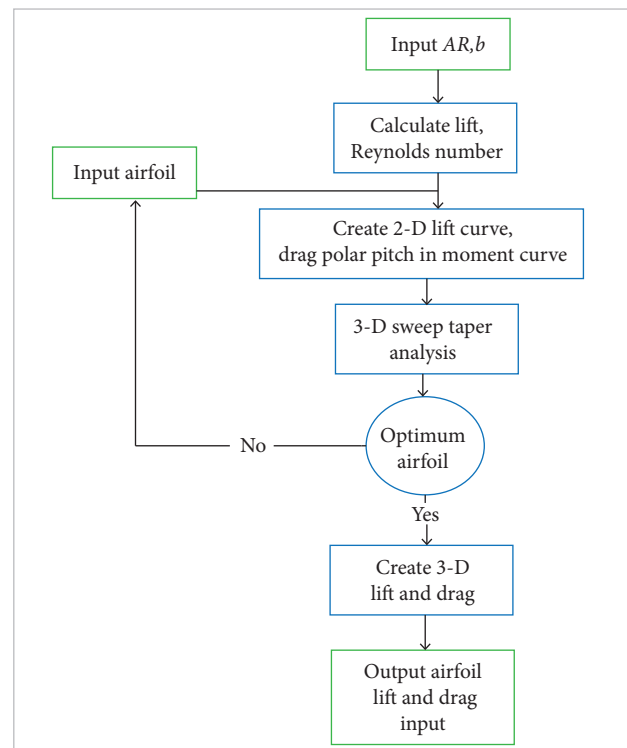 Input AR,b
Calculate lift,
Reynolds number
Input airfoil
Create 2-D lift curve,
drag polar pitch in moment curve
3-D sweep taper
analysis
Optimum
airfoil
No
Yes
Create 3-D
lift and drag
Output airfoil
lift and drag
input